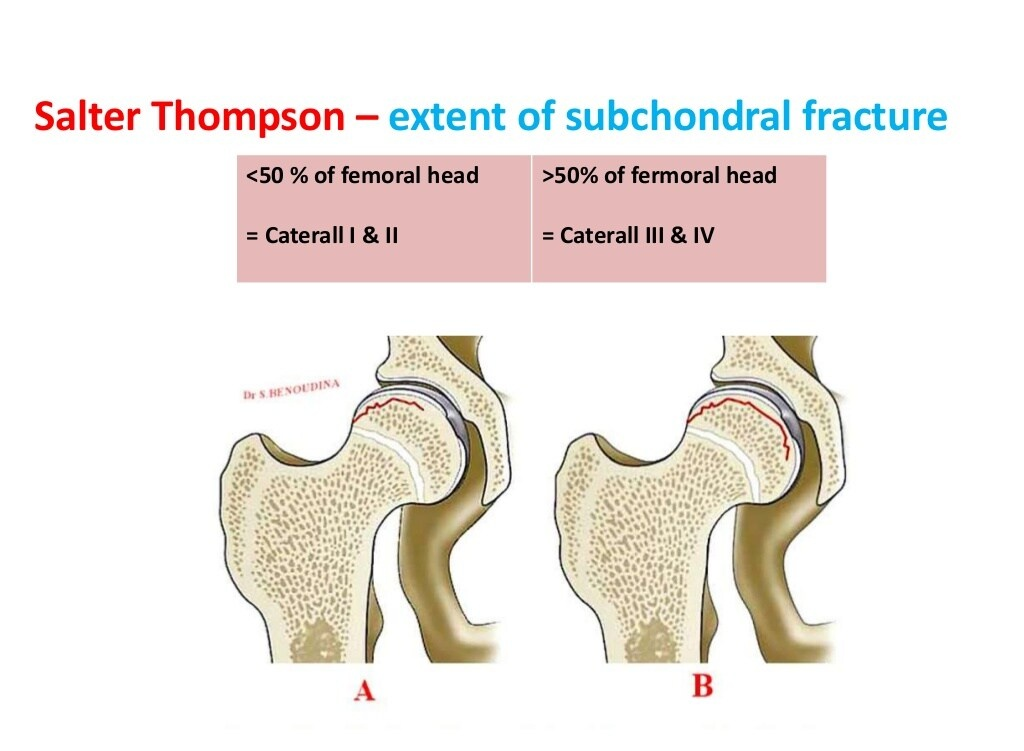 Salter Thompson – extent of subchondral fracture
<50 % of femoral head
= Caterall I & II
>50% of fermoral head
= Caterall III & IV
Dr S.BENOUDINA
A
B